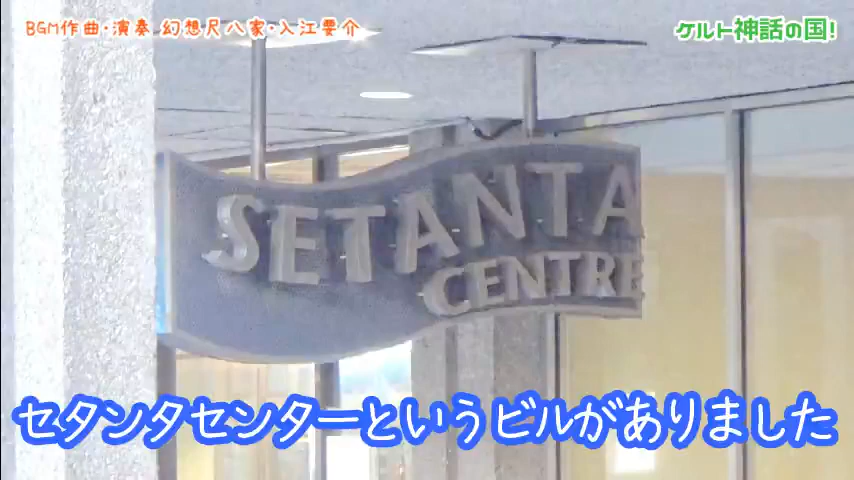 BGM作曲・演奏 幻想尺八家・入江要介
ケルト神話の国!
SETANTA
CENTRE
セタンタセンターというビルがありました